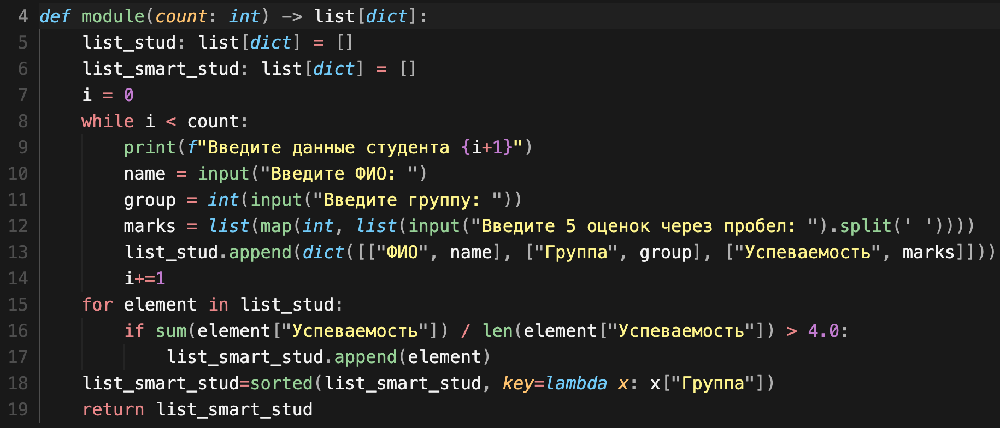 4 def module(count: int) -> list[dict]:
5     list_stud: list[dict] = []
6     list_smart_stud: list[dict] = []
7     i = 0
8     while i < count:
9         print(f"Введите данные студента {i+1}")
10         name = input("Введите ФИО: ")
11         group = int(input("Введите группу: "))
12         marks = list(map(int, list(input("Введите 5 оценок через пробел: ").split(' '))))
13         list_stud.append(dict([["ФИО", name], ["Группа", group], ["Успеваемость", marks]]))
14         i+=1
15     for element in list_stud:
16         if sum(element["Успеваемость"]) / len(element["Успеваемость"]) > 4.0:
17             list_smart_stud.append(element)
18     list_smart_stud=sorted(list_smart_stud, key=lambda x: x["Группа"])
19     return list_smart_stud